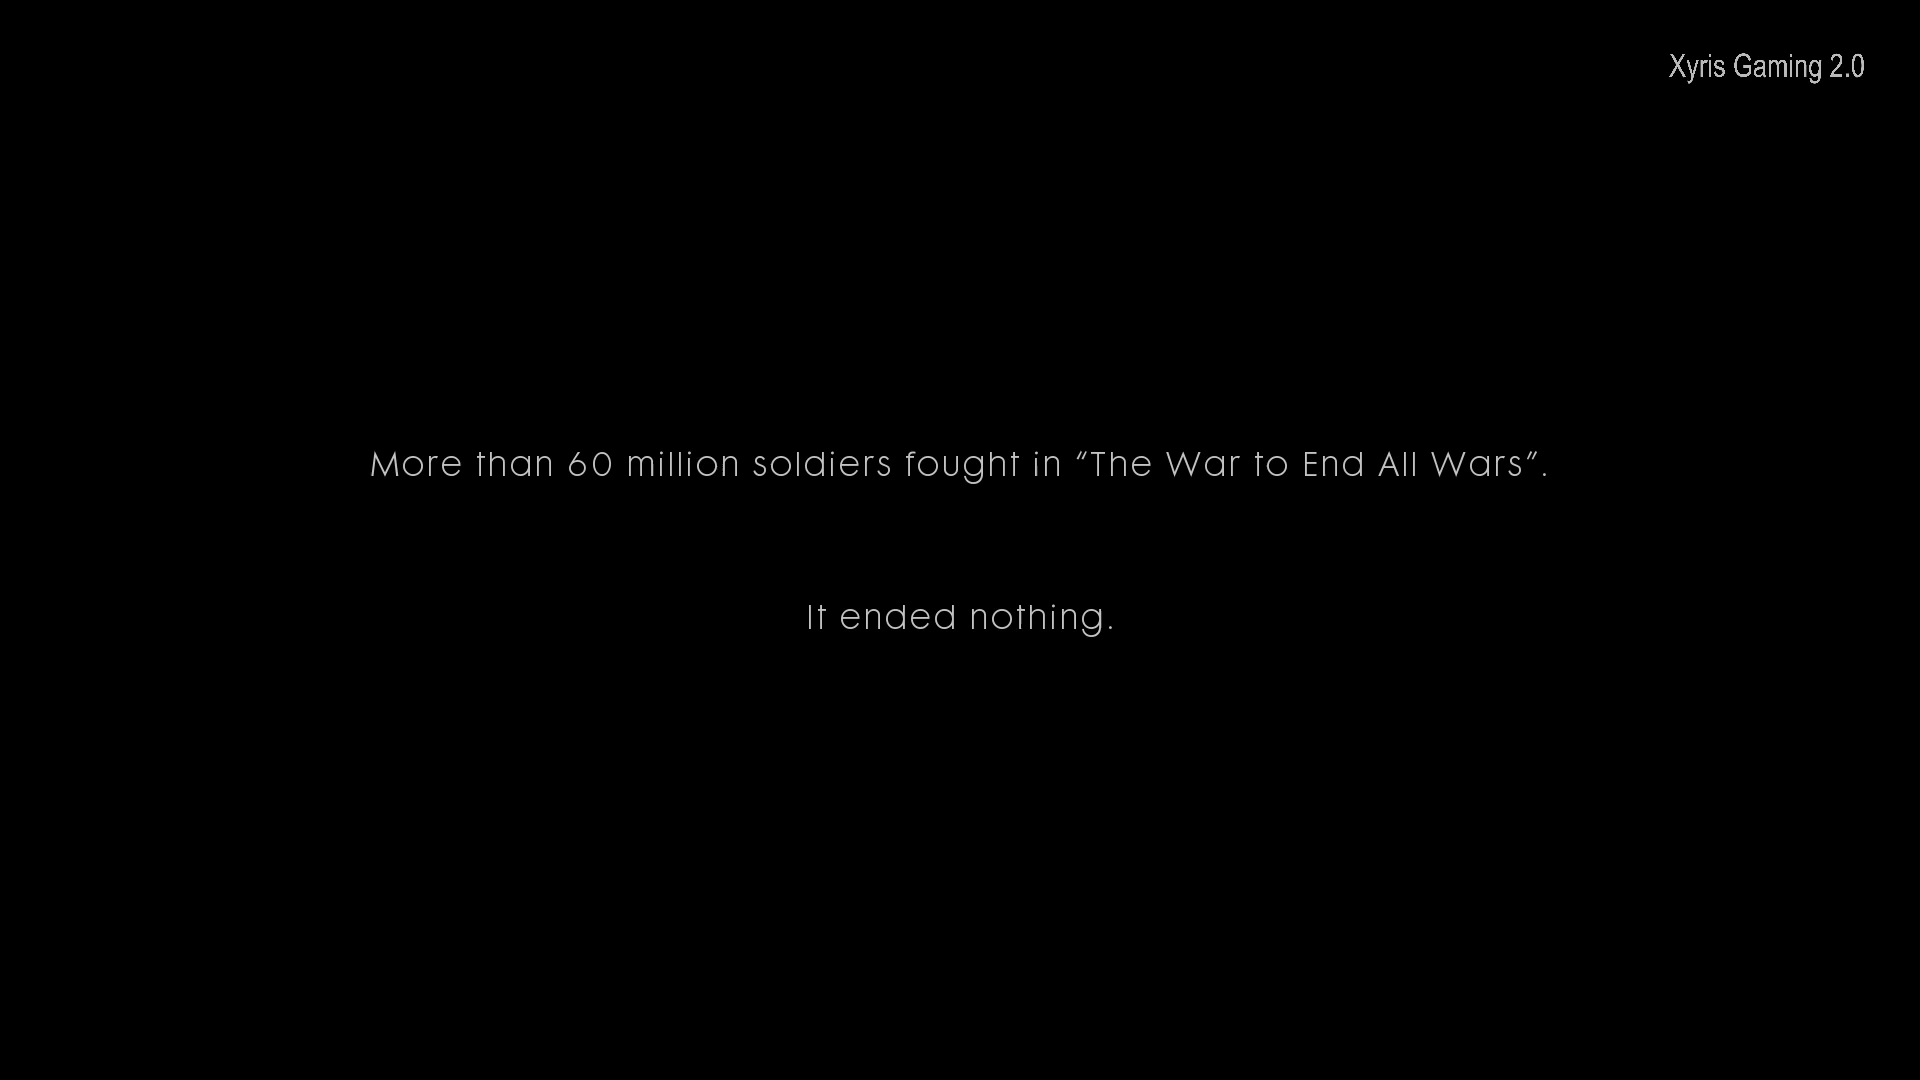 Xyris Gaming 2.0
More than 60 million soldiers fought in “The War to End All Wars”.
It ended nothing.